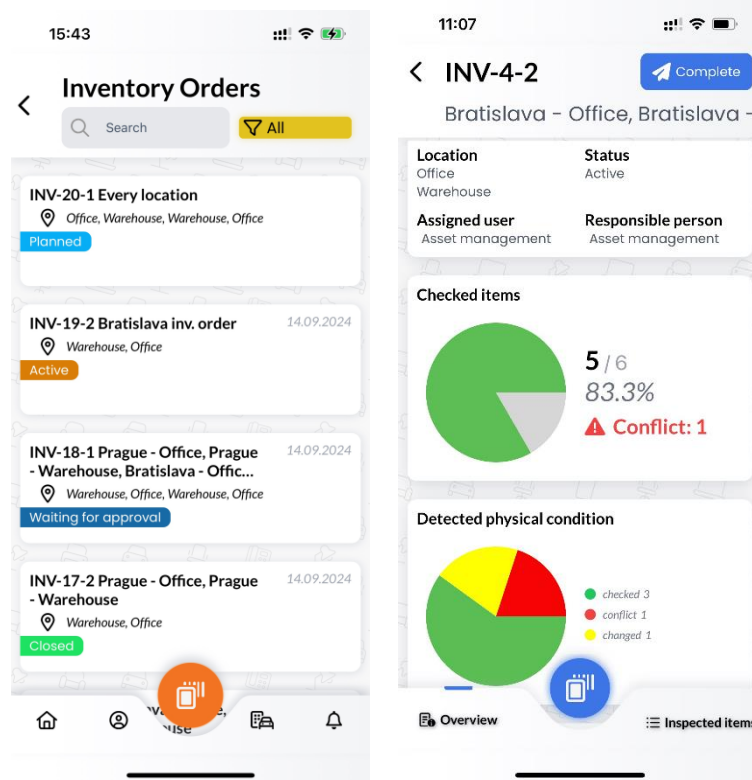 15:43
Inventory Orders
Search
All
INV-20-1 Every location
Office, Warehouse, Warehouse, Office
Planned
INV-19-2 Bratislava inv. order
14.09.2024
Warehouse, Office
Active
INV-18-1 Prague - Office, Prague
14.09.2024
- Warehouse, Bratislava - Offic...
Warehouse, Office, Warehouse, Office
Waiting for approval
INV-17-2 Prague - Office, Prague
14.09.2024
- Warehouse
Warehouse, Office
Closed
11:07
INV-4-2
Complete
Bratislava - Office, Bratislava -
Location
Status
Office
Active
Warehouse
Assigned user
Responsible person
Asset management
Asset management
Checked items
5 / 6
83.3%
Conflict: 1
Detected physical condition
checked 3
conflict 1
changed 1
Overview
Inspected items